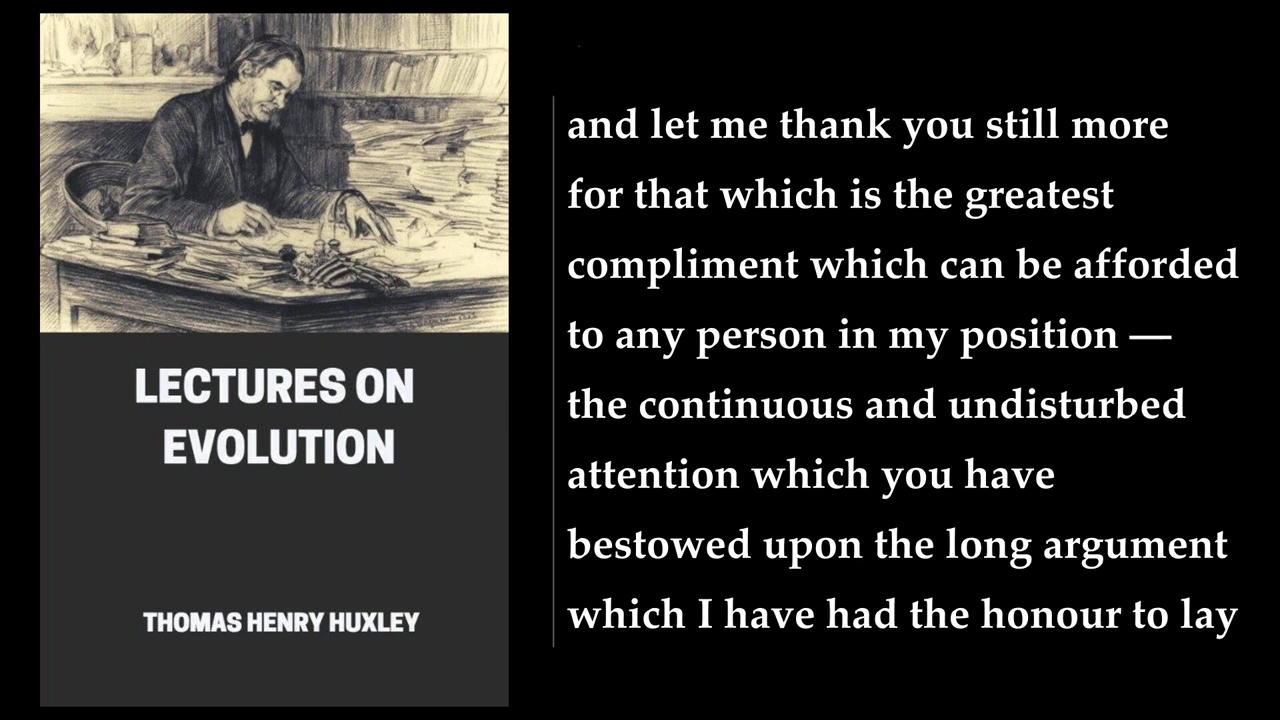 LECTURES ON
EVOLUTION
THOMAS HENRY HUXLEY
and let me thank you still more
for that which is the greatest
compliment which can be afforded
to any person in my position —
the continuous and undisturbed
attention which you have
bestowed upon the long argument
which I have had the honour to lay